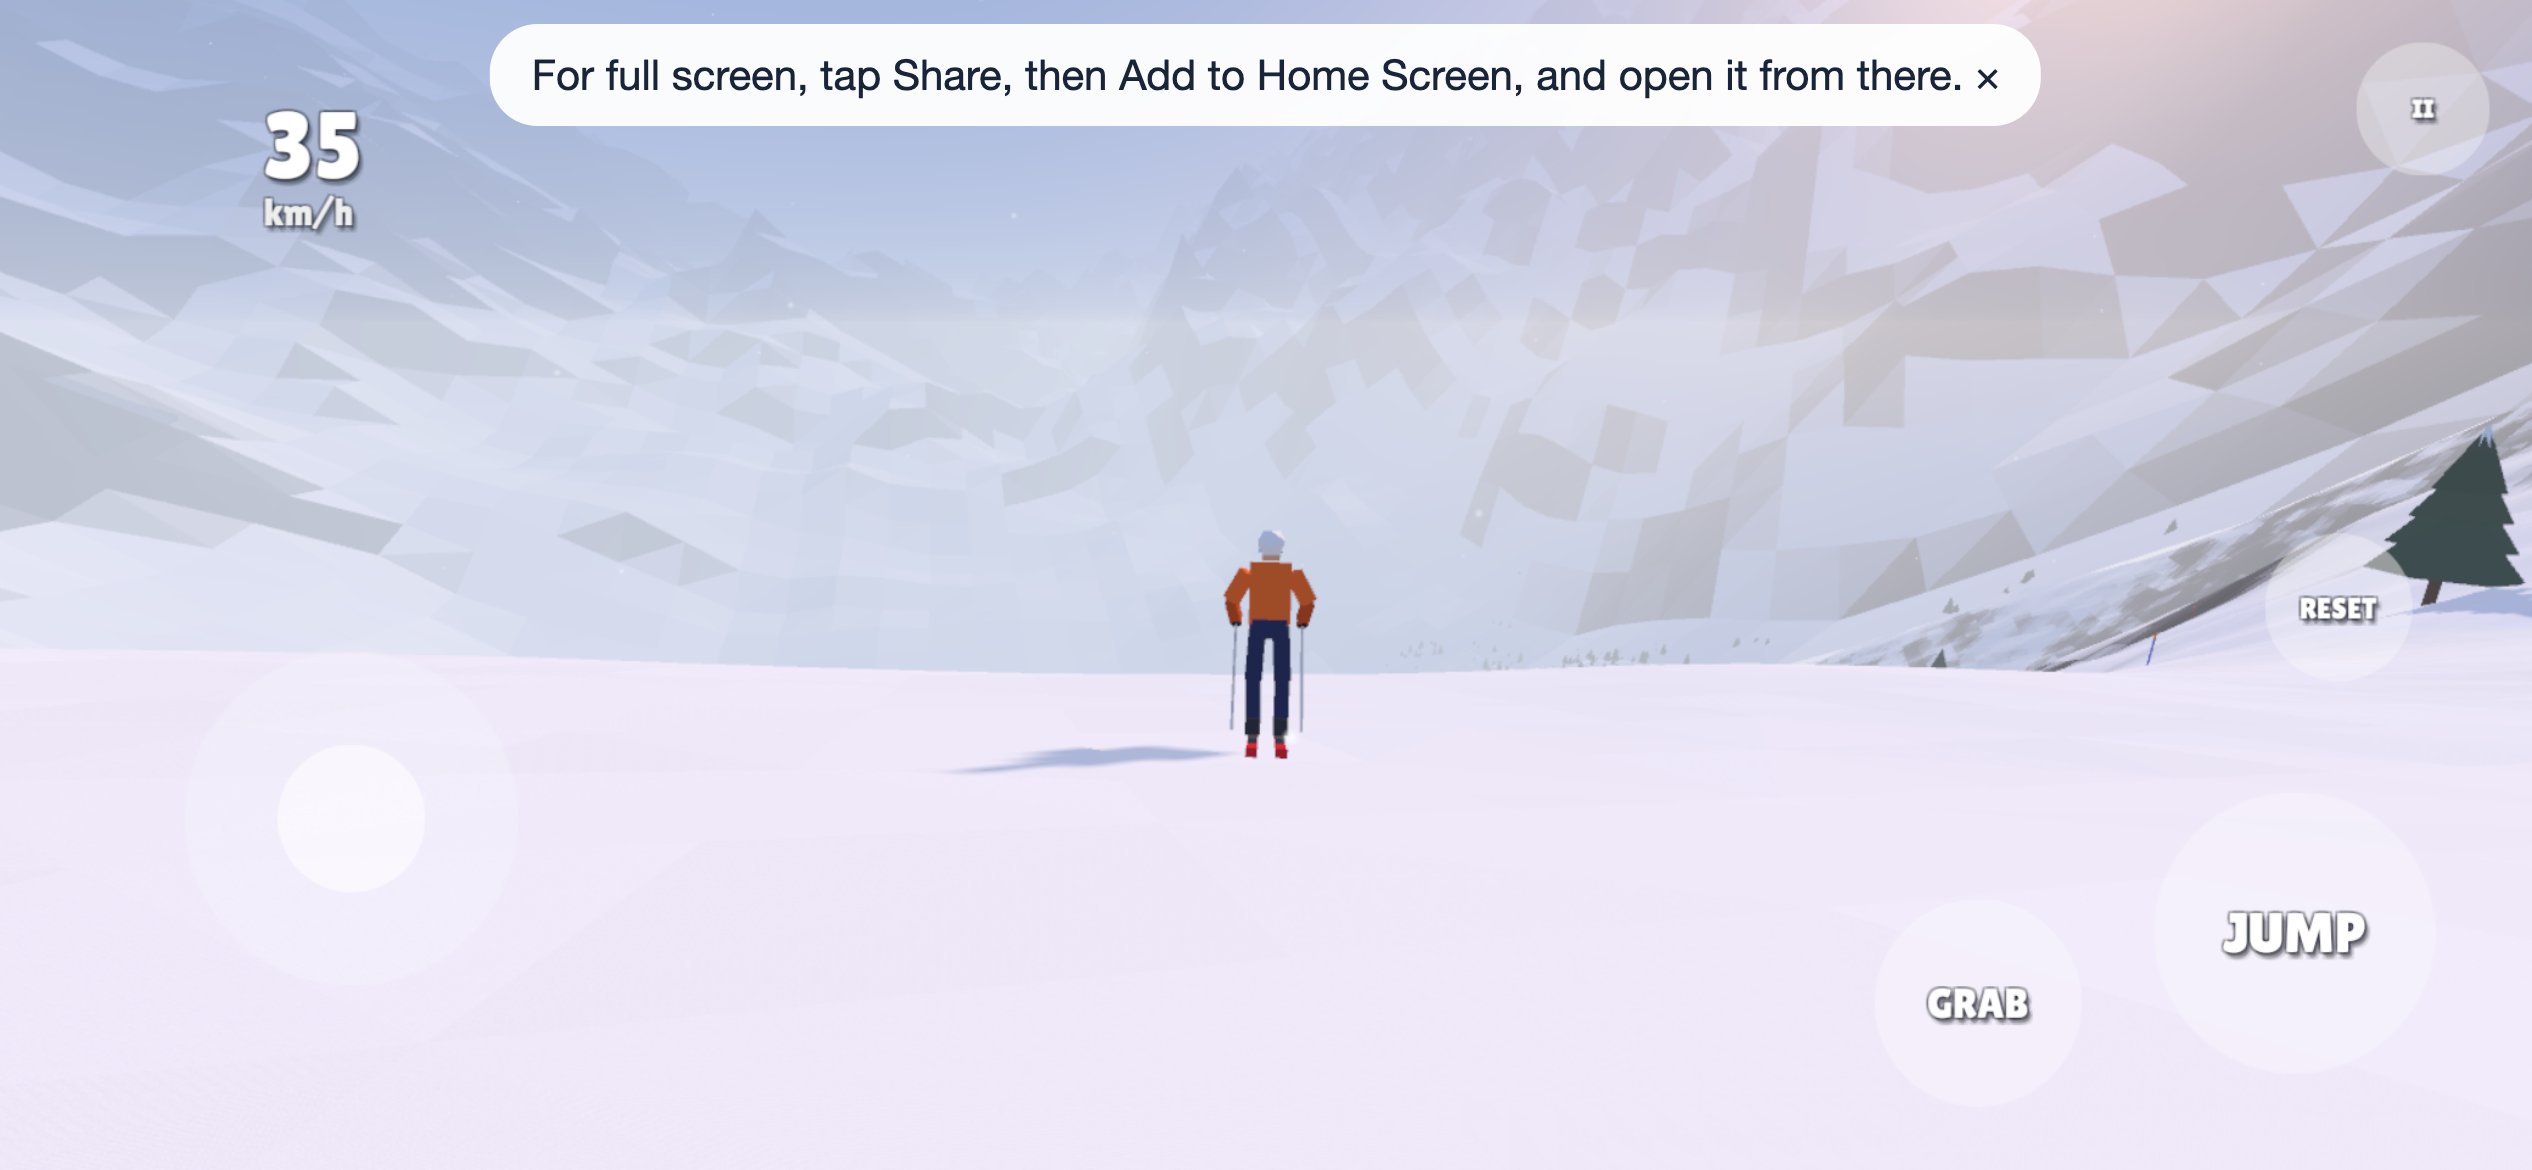 For full screen, tap Share, then Add to Home Screen, and open it from there. ×
35
km/h
II
RESET
JUMP
GRAB